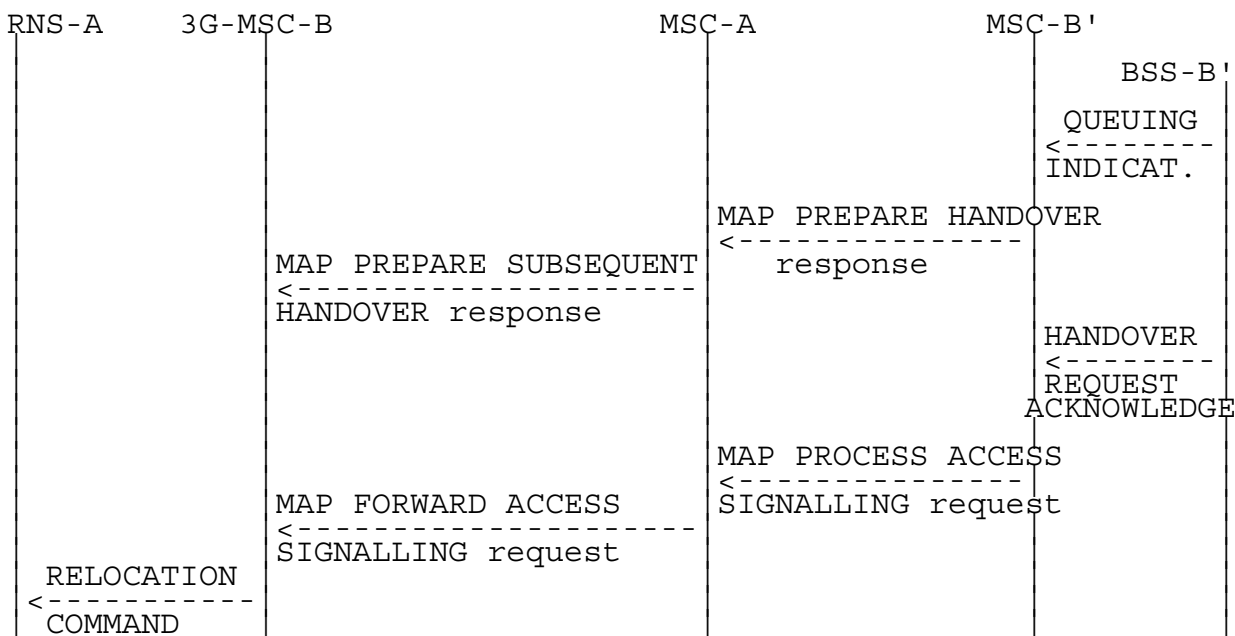 RNS-A 3G-MSC-B MSC-A MSC-B'
BSS-B'
QUEUING
INDICAT.
MAP PREPARE HANDOVER
response
MAP PREPARE SUBSEQUENT
HANDOVER response
HANDOVER
REQUEST
ACKNOWLEDGE
MAP PROCESS ACCESS
SIGNALLING request
MAP FORWARD ACCESS
SIGNALLING request
RELOCATION
COMMAND